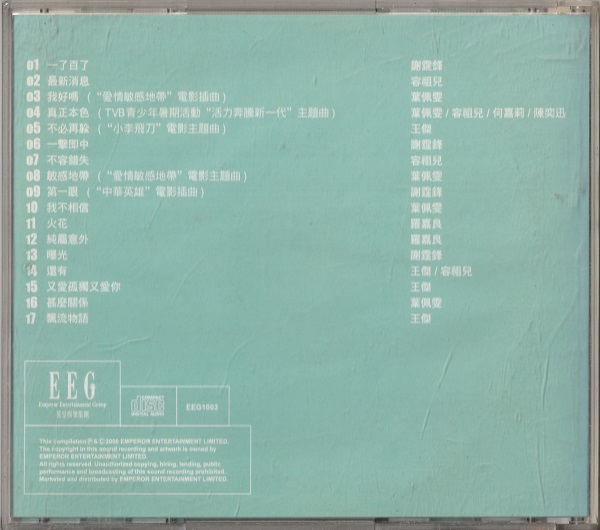 01 一了百了 謝霆鋒
02 最新消息 容祖兒
03 我好嗎 (“愛情敏感地帶”電影插曲) 葉佩雯
04 真正本色 (TVB青少年暑期活動“活力奔騰新一代”主題曲) 葉佩雯 / 容祖兒 / 何嘉莉 / 陳奕迅
05 不必再躲 (“小李飛刀”電影主題曲) 王傑
06 一擊即中 謝霆鋒
07 不容錯失 容祖兒
08 敏感地帶 (“愛情敏感地帶”電影主題曲) 葉佩雯
09 第一眼 (“中華英雄”電影插曲) 謝霆鋒
10 我不相信 葉佩雯
11 火花 羅嘉良
12 純屬意外 羅嘉良
13 曝光 謝霆鋒
14 還有 王傑 / 容祖兒
15 又愛孤獨又愛你 王傑
16 甚麼關係 葉佩雯
17 飄流物語 王傑
EEG
Emperor Entertainment Group
英皇娛樂集團
COMPACT
disc
DIGITAL AUDIO
EEG1003
This compilation Ⓟ & © 2000 EMPEROR ENTERTAINMENT LIMITED.
The copyright in this sound recording and artwork is owned by
EMPEROR ENTERTAINMENT LIMITED.
All rights reserved. Unauthorized copying, hiring, lending, public
performance and broadcasting of this sound recording prohibited.
Marketed and distributed by EMPEROR ENTERTAINMENT LIMITED.